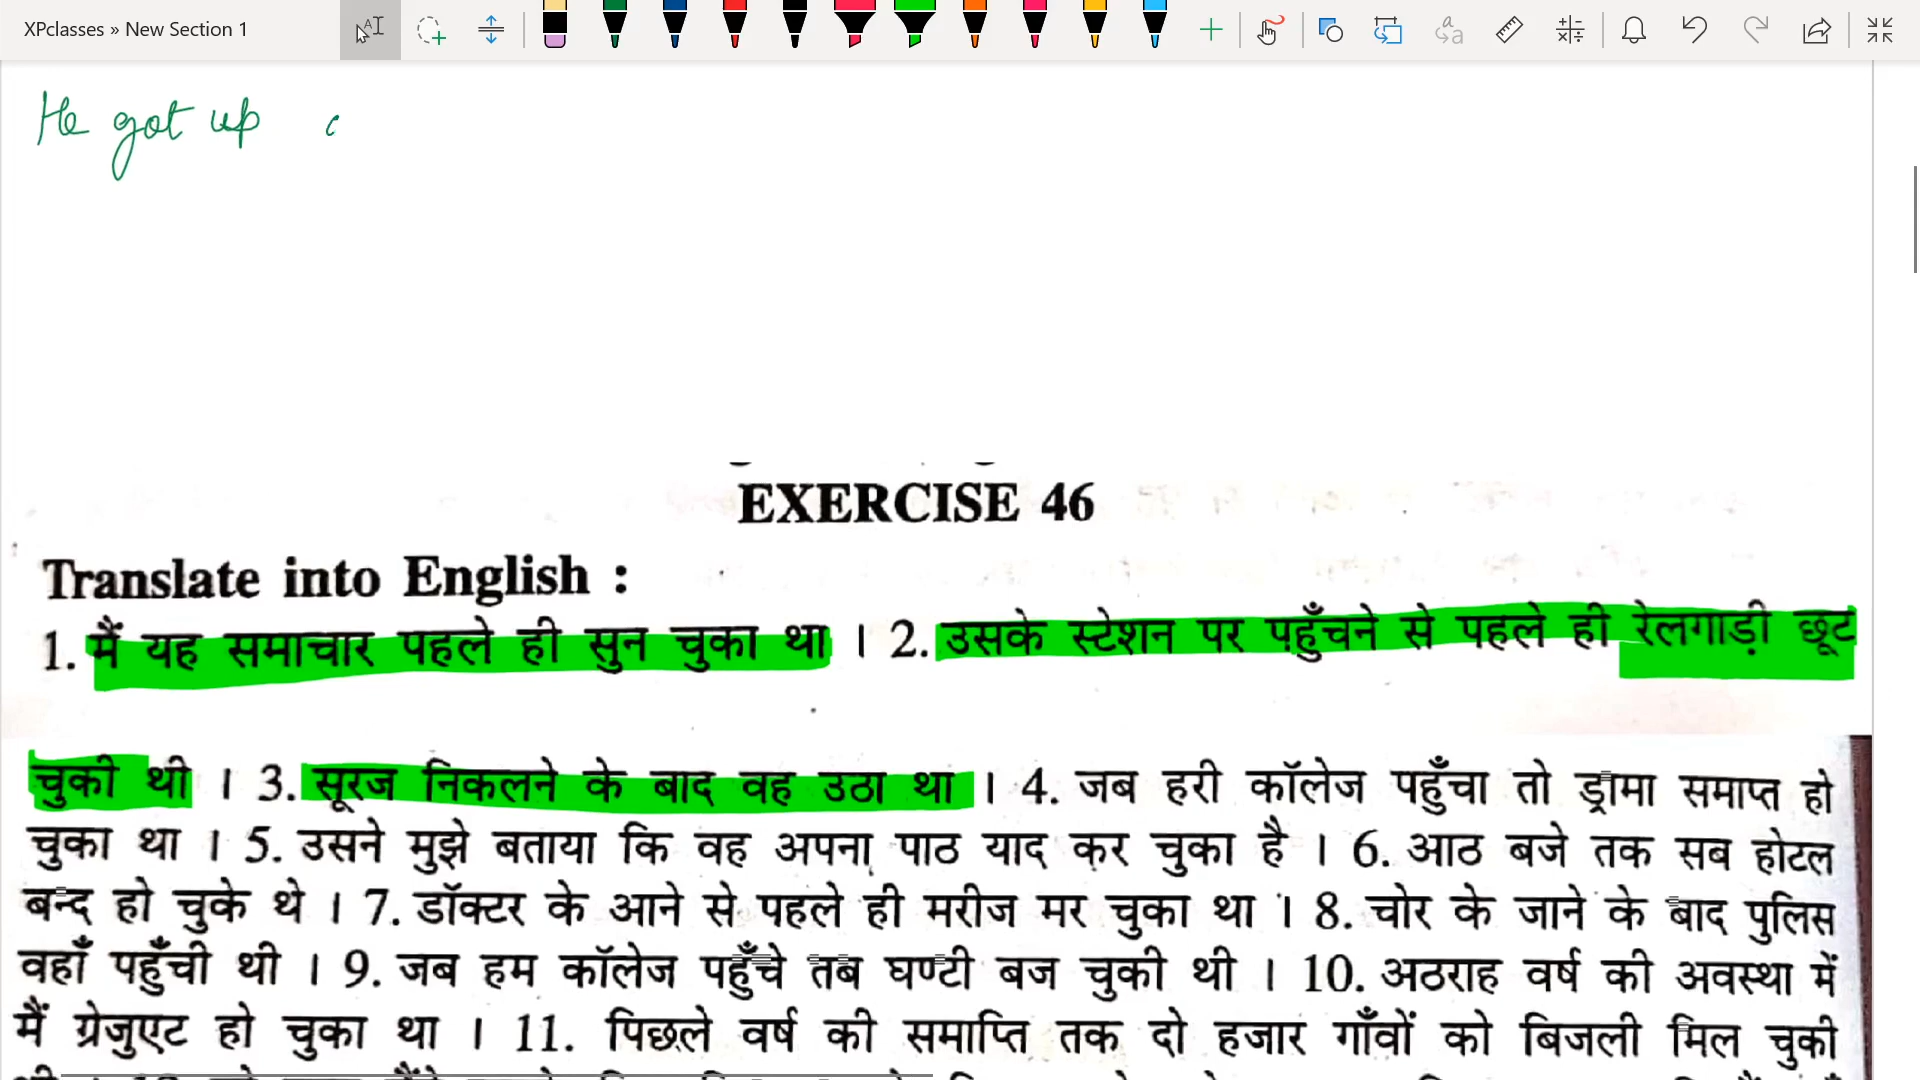 XPclasses » New Section 1
He got up
EXERCISE 46
Translate into English :
1. मैं यह समाचार पहले ही सुन चुका था । 2. उसके स्टेशन पर पहुँचने से पहले ही रेलगाड़ी छूट
चुकी थी । 3. सूरज निकलने के बाद वह उठा था । 4. जब हरी कॉलेज पहुँचा तो ड्रामा समाप्त हो
चुका था । 5. उसने मुझे बताया कि वह अपना पाठ याद कर चुका है । 6. आठ बजे तक सब होटल
बन्द हो चुके थे । 7. डॉक्टर के आने से पहले ही मरीज मर चुका था । 8. चोर के जाने के बाद पुलिस
वहाँ पहुँची थी । 9. जब हम कॉलेज पहुँचे तब घण्टी बज चुकी थी । 10. अठराह वर्ष की अवस्था में
मैं ग्रेजुएट हो चुका था । 11. पिछले वर्ष की समाप्ति तक दो हजार गाँवों को बिजली मिल चुकी